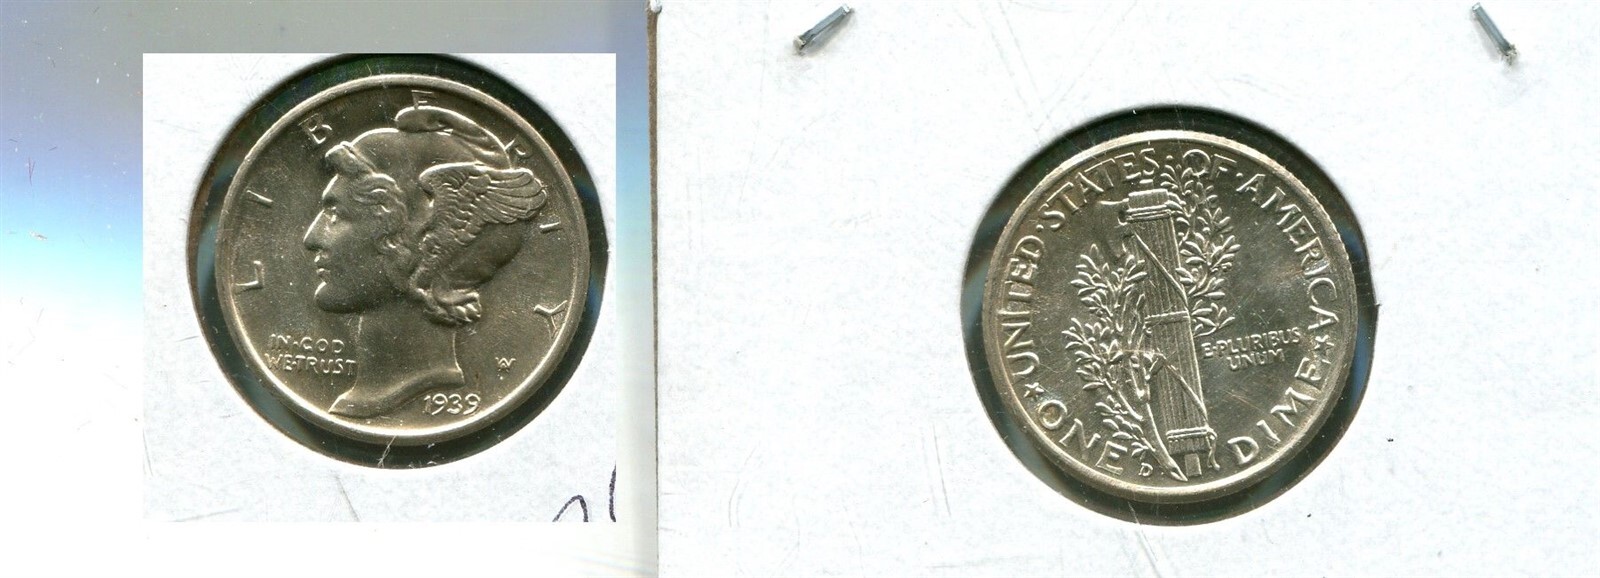 LIBERTY
IN·GOD
WE·TRUST
1939
UNITED·STATES·OF·AMERICA
E·PLURIBUS
UNUM
ONE DIME
D